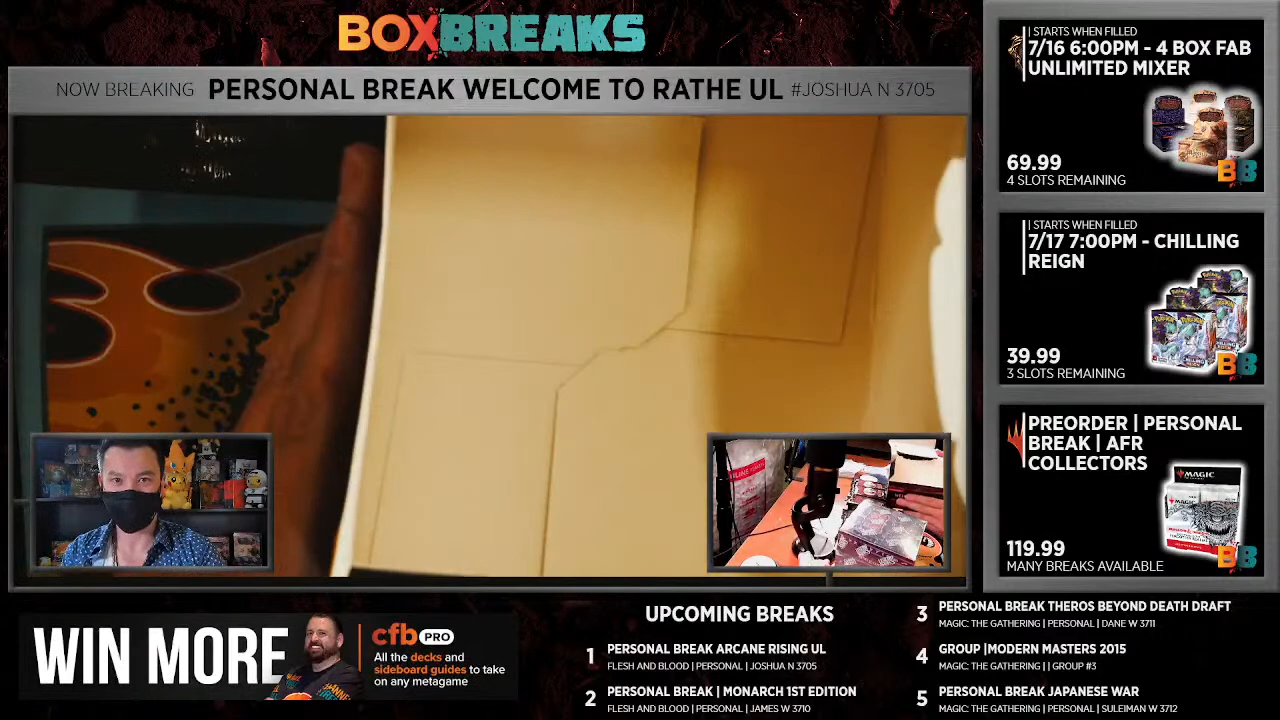 BOXBREAKS
NOW BREAKING PERSONAL BREAK WELCOME TO RATHE UL #JOSHUA N 3705
| STARTS WHEN FILLED
7/16 6:00PM - 4 BOX FAB
UNLIMITED MIXER
69.99
4 SLOTS REMAINING
BB
| STARTS WHEN FILLED
7/17 7:00PM - CHILLING
REIGN
39.99
3 SLOTS REMAINING
BB
PREORDER | PERSONAL
BREAK | AFR
COLLECTORS
MAGIC
119.99
MANY BREAKS AVAILABLE
BB
WIN MORE
cfb PRO
All the decks and
sideboard guides to take
on any metagame
UPCOMING BREAKS
1 PERSONAL BREAK ARCANE RISING UL
FLESH AND BLOOD | PERSONAL | JOSHUA N 3705
2 PERSONAL BREAK | MONARCH 1ST EDITION
FLESH AND BLOOD | PERSONAL | JAMES W 3710
3 PERSONAL BREAK THEROS BEYOND DEATH DRAFT
MAGIC: THE GATHERING | PERSONAL | DANE W 3711
4 GROUP |MODERN MASTERS 2015
MAGIC: THE GATHERING | | GROUP #3
5 PERSONAL BREAK JAPANESE WAR
MAGIC: THE GATHERING | PERSONAL | SULEIMAN W 3712